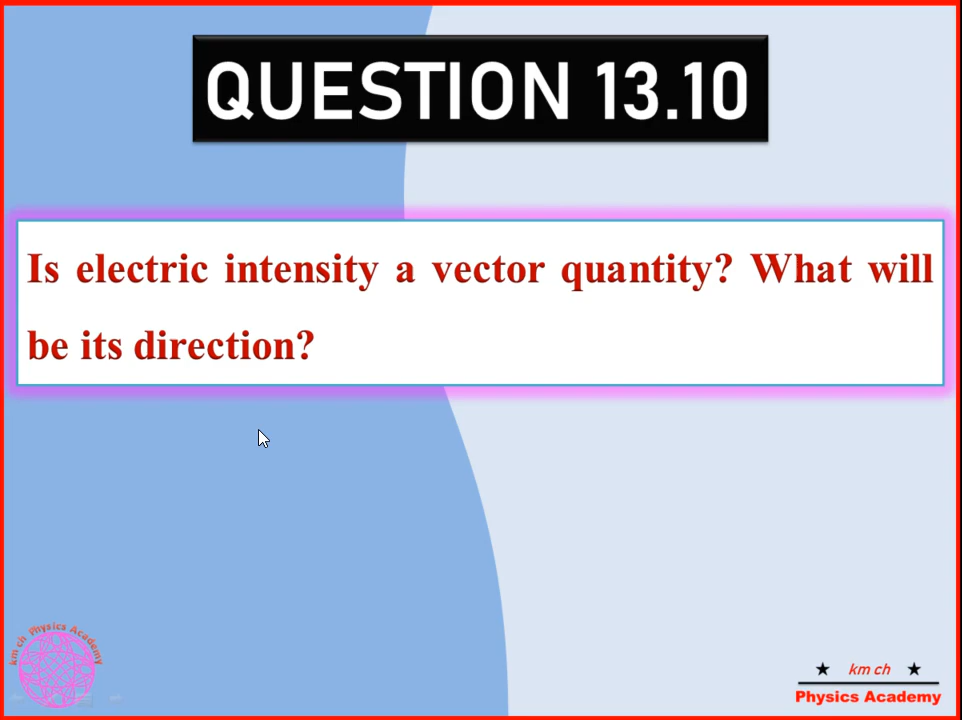 QUESTION 13.10
Is electric intensity a vector quantity? What will
be its direction?
km ch Physics Academy
km ch
Physics Academy